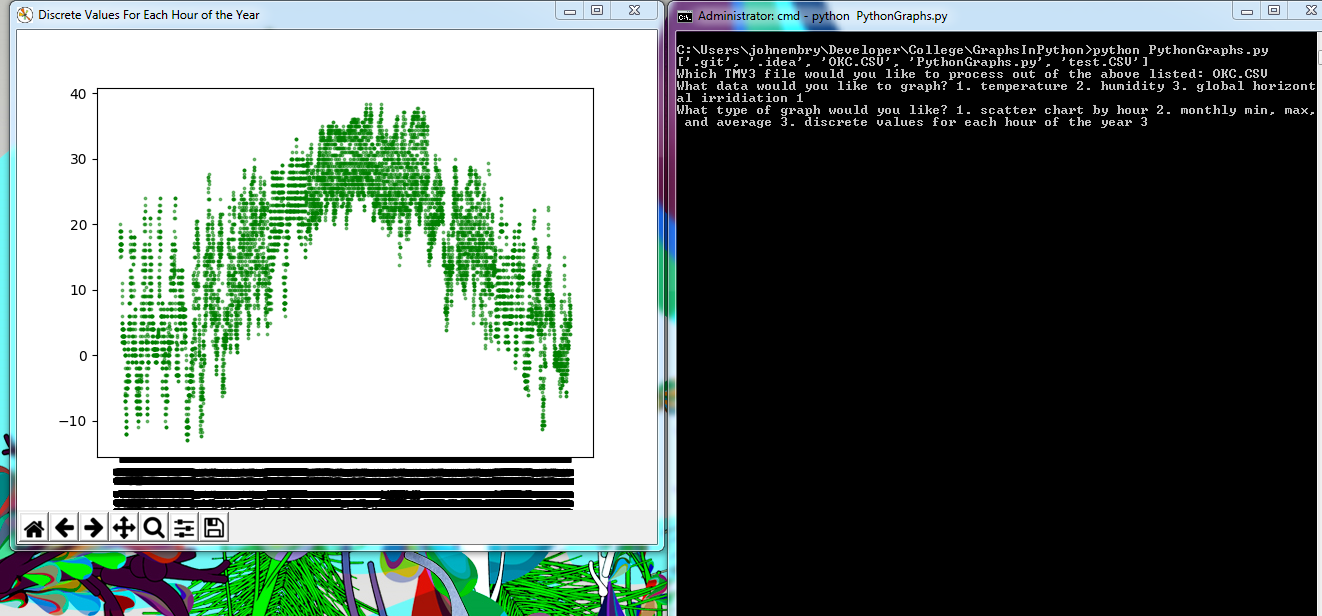 Discrete Values For Each Hour of the Year
40
30
20
10
0
−10
Administrator: cmd - python PythonGraphs.py
C:\Users\johnembry\Developer\College\GraphsInPython>python PythonGraphs.py
['.git', '.idea', 'OKC.CSV', 'PythonGraphs.py', 'test.CSV']
Which TMY3 file would you like to process out of the above listed: OKC.CSV
What data would you like to graph? 1. temperature 2. humidity 3. global horizont
al irridiation 1
What type of graph would you like? 1. scatter chart by hour 2. monthly min, max,
and average 3. discrete values for each hour of the year 3